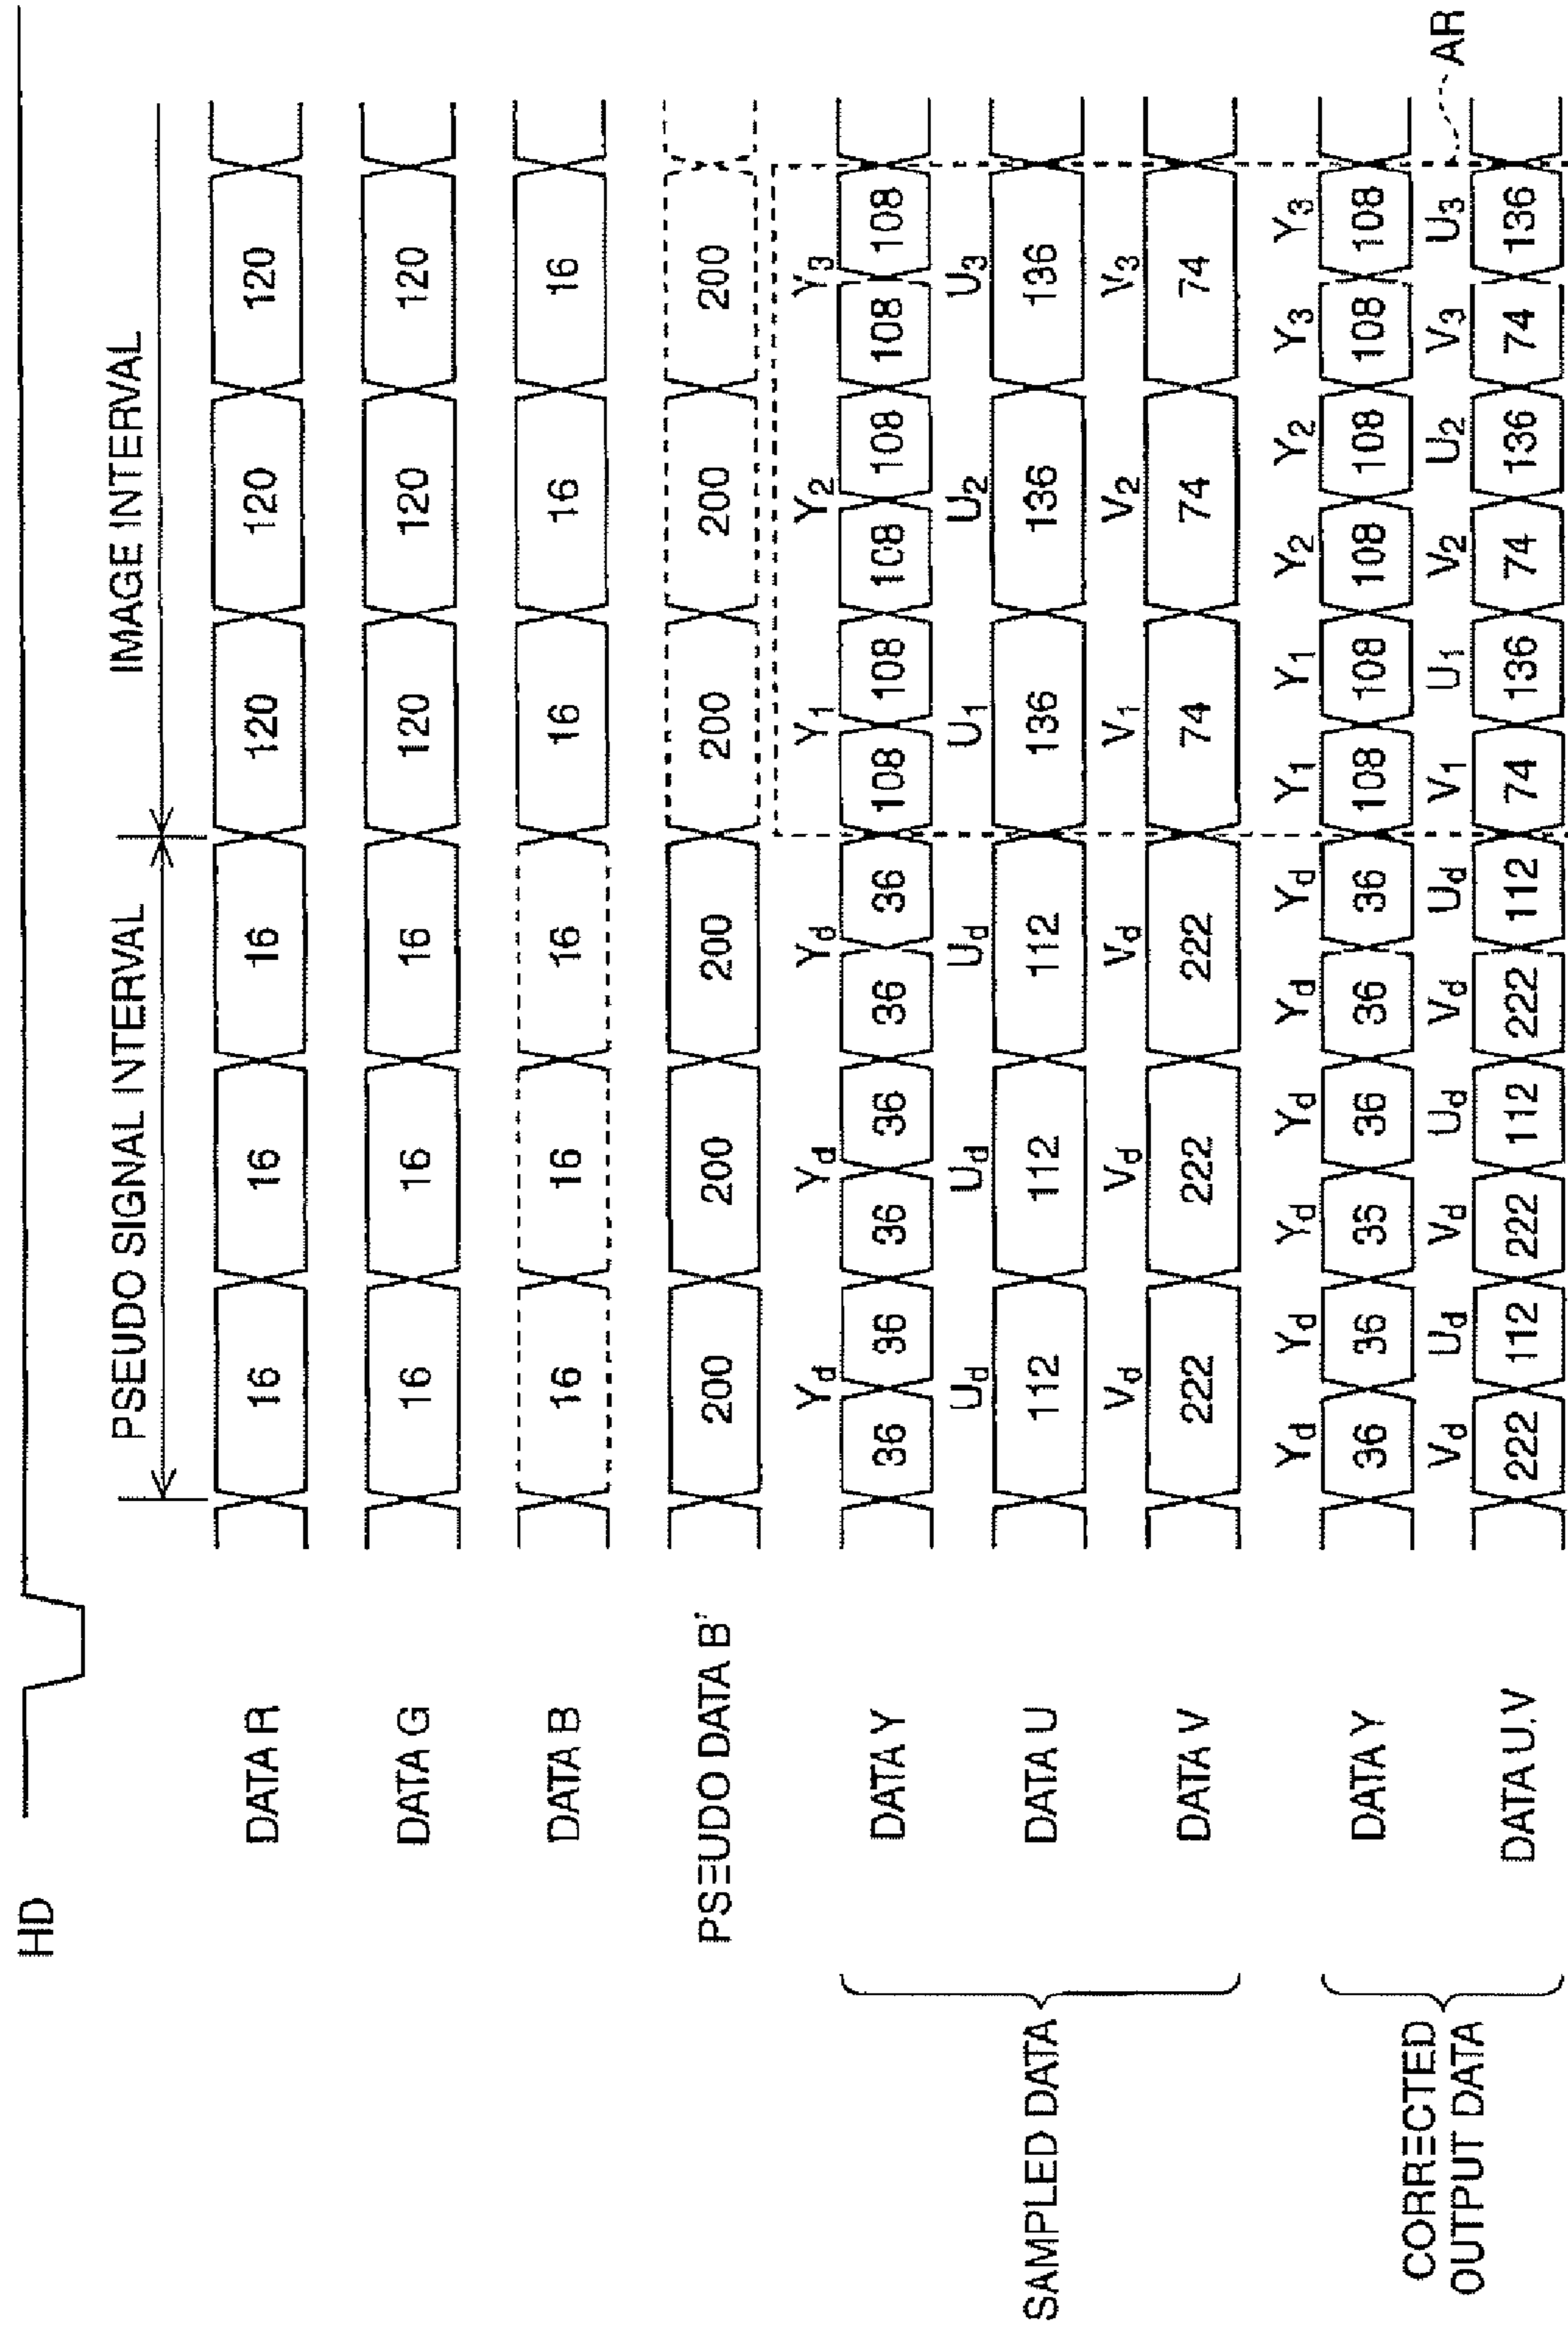 HD
PSEUDO SIGNAL INTERVAL IMAGE INTERVAL
DATA R 16 16 16 120 120 120
DATA G 16 16 16 120 120 120
DATA B 16 16 16 16 16 16
PSEUDO DATA B' 200 200 200 200 200 200
SAMPLED DATA
Yd Yd Yd Y1 Y2 Y3
DATA Y 36 36 36 36 36 36 108 108 108 108 108 108
Ud Ud Ud U1 U2 U3
DATA U 112 112 112 136 136 136
Vd Vd Vd V1 V2 V3
DATA V 222 222 222 74 74 74
CORRECTED
OUTPUT DATA
Yd Yd Yd Yd Yd Yd Y1 Y1 Y2 Y2 Y3 Y3
DATA Y 36 36 36 36 36 36 108 108 108 108 108 108
Vd Ud Vd Ud Vd Ud V1 U1 V2 U2 V3 U3
AR
DATA U.V 222 112 222 112 222 112 74 136 74 136 74 136